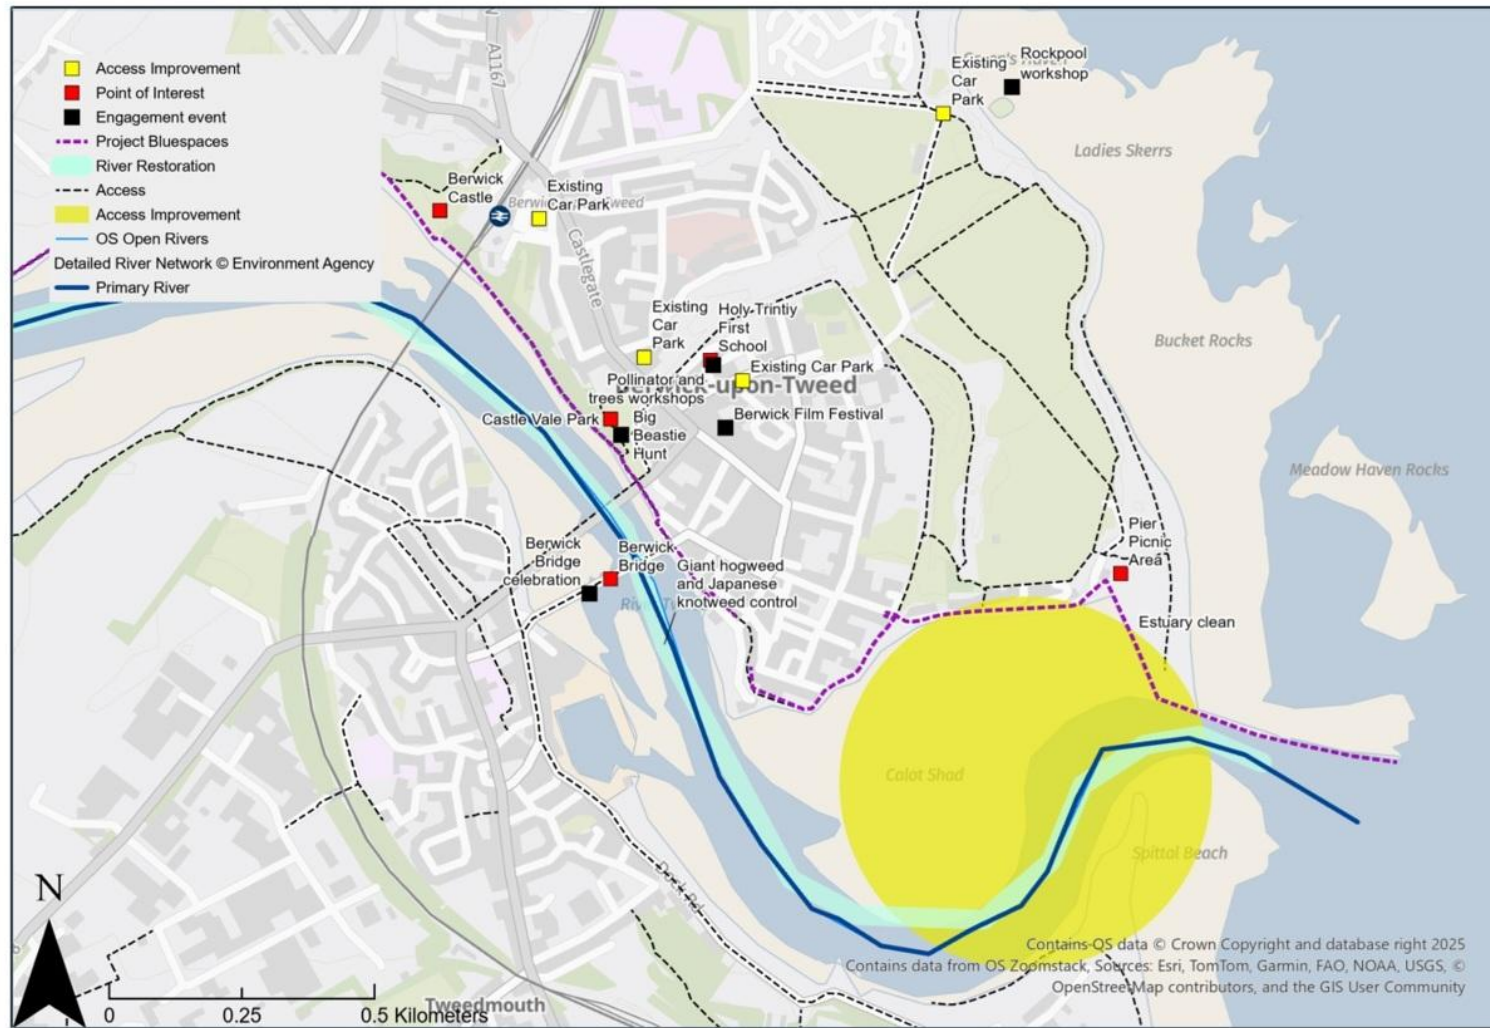 Access Improvement
Point of Interest
Engagement event
Project Bluespaces
River Restoration
Access
Access Improvement
OS Open Rivers
Detailed River Network © Environment Agency
Primary River
A1167
Berwick
Castle
Existing
Car Park
Castlegate
Existing
Car
Park
Rockpool
workshop
Ladies Skerrs
Bucket Rocks
Meadow Haven Rocks
Existing
Car
Park
Holy Trintiy
First
School
Existing Car Park
Berwick-upon-Tweed
Pollinator and
trees workshops
Castle Vale Park
Big
Beastie
Hunt
Berwick Film Festival
Berwick
Bridge
celebration
Berwick
Bridge
Giant hogweed
and Japanese
knotweed control
Pier
Picnic
Area
Estuary clean
Calot Shad
Spittal Beach
Dock Rd
Tweedmouth
N
0 0.25 0.5 Kilometers
Contains OS data © Crown Copyright and database right 2025
Contains data from OS Zoomstack, Sources: Esri, TomTom, Garmin, FAO, NOAA, USGS, ©
OpenStreetMap contributors, and the GIS User Community